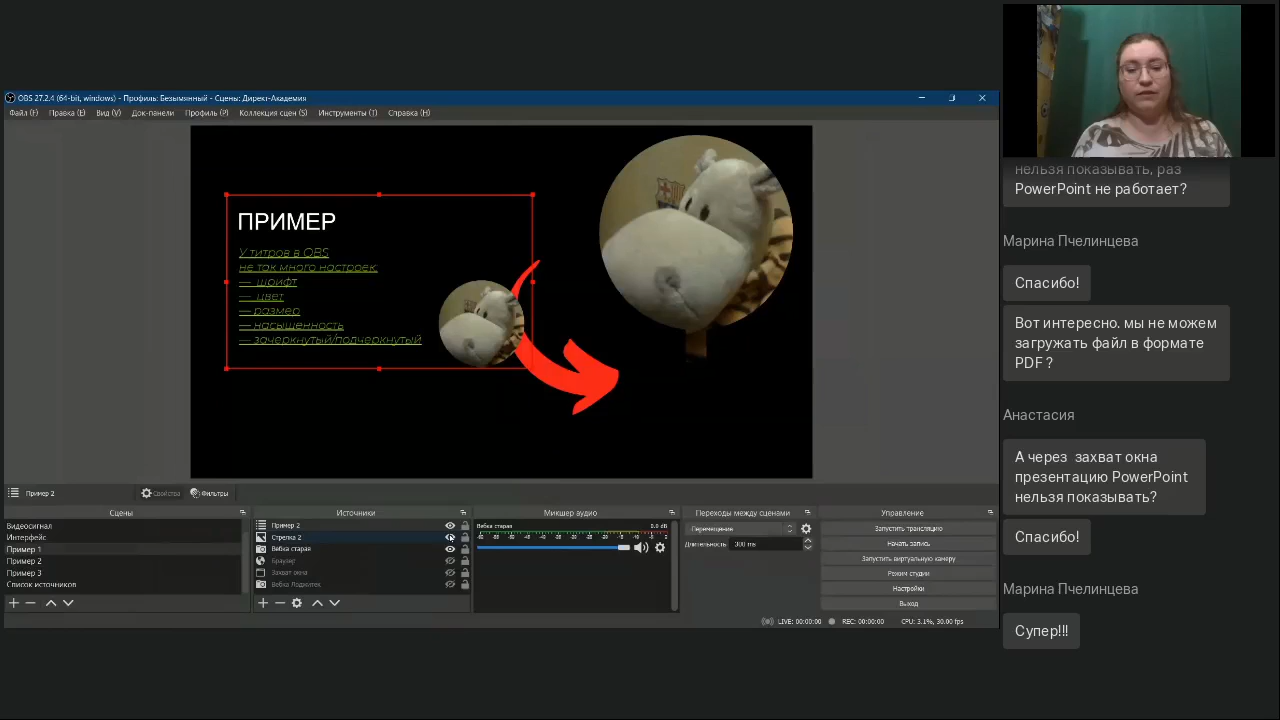 OBS 27.2.4 (64-bit, windows) - Профиль: Безымянный - Сцены: Директ-Академия
Файл (F) Правка (E) Вид (V) Док-панели Профиль (P) Коллекция сцен (S) Инструменты (T) Справка (H)
ПРИМЕР
У титров в OBS
не так много настроек:
— шрифт
— цвет
— размер
— насыщенность
— зачеркнутый/подчеркнутый
Пример 2 Свойства Фильтры
Сцены
Видеосигнал
Интерфейс
Пример 1
Пример 2
Пример 3
Список источников
Источники
Пример 2
Стрелка 2
Вебка старая
Браузер
Захват окна
Вебка Лоджитек
Микшер аудио
Вебка старая 0.0 dB
Переходы между сценами
Перемещение
Длительность 300 ms
Управление
Запустить трансляцию
Начать запись
Запустить виртуальную камеру
Режим студии
Настройки
Выход
LIVE: 00:00:00 REC: 00:00:00 CPU: 3.1%, 30.00 fps
нельзя показывать, раз
PowerPoint не работает?
Марина Пчелинцева
Спасибо!
Вот интересно. мы не можем
загружать файл в формате
PDF ?
Анастасия
А через захват окна
презентацию PowerPoint
нельзя показывать?
Спасибо!
Марина Пчелинцева
Супер!!!